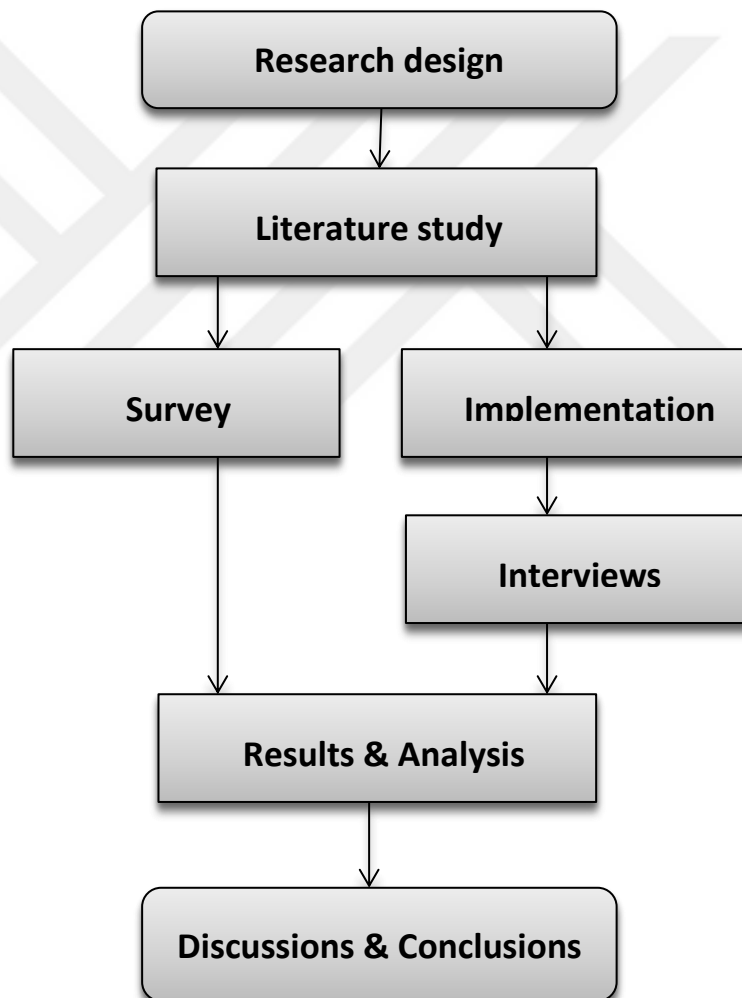 Research design
Literature study
Survey
Implementation
Interviews
Results & Analysis
Discussions & Conclusions